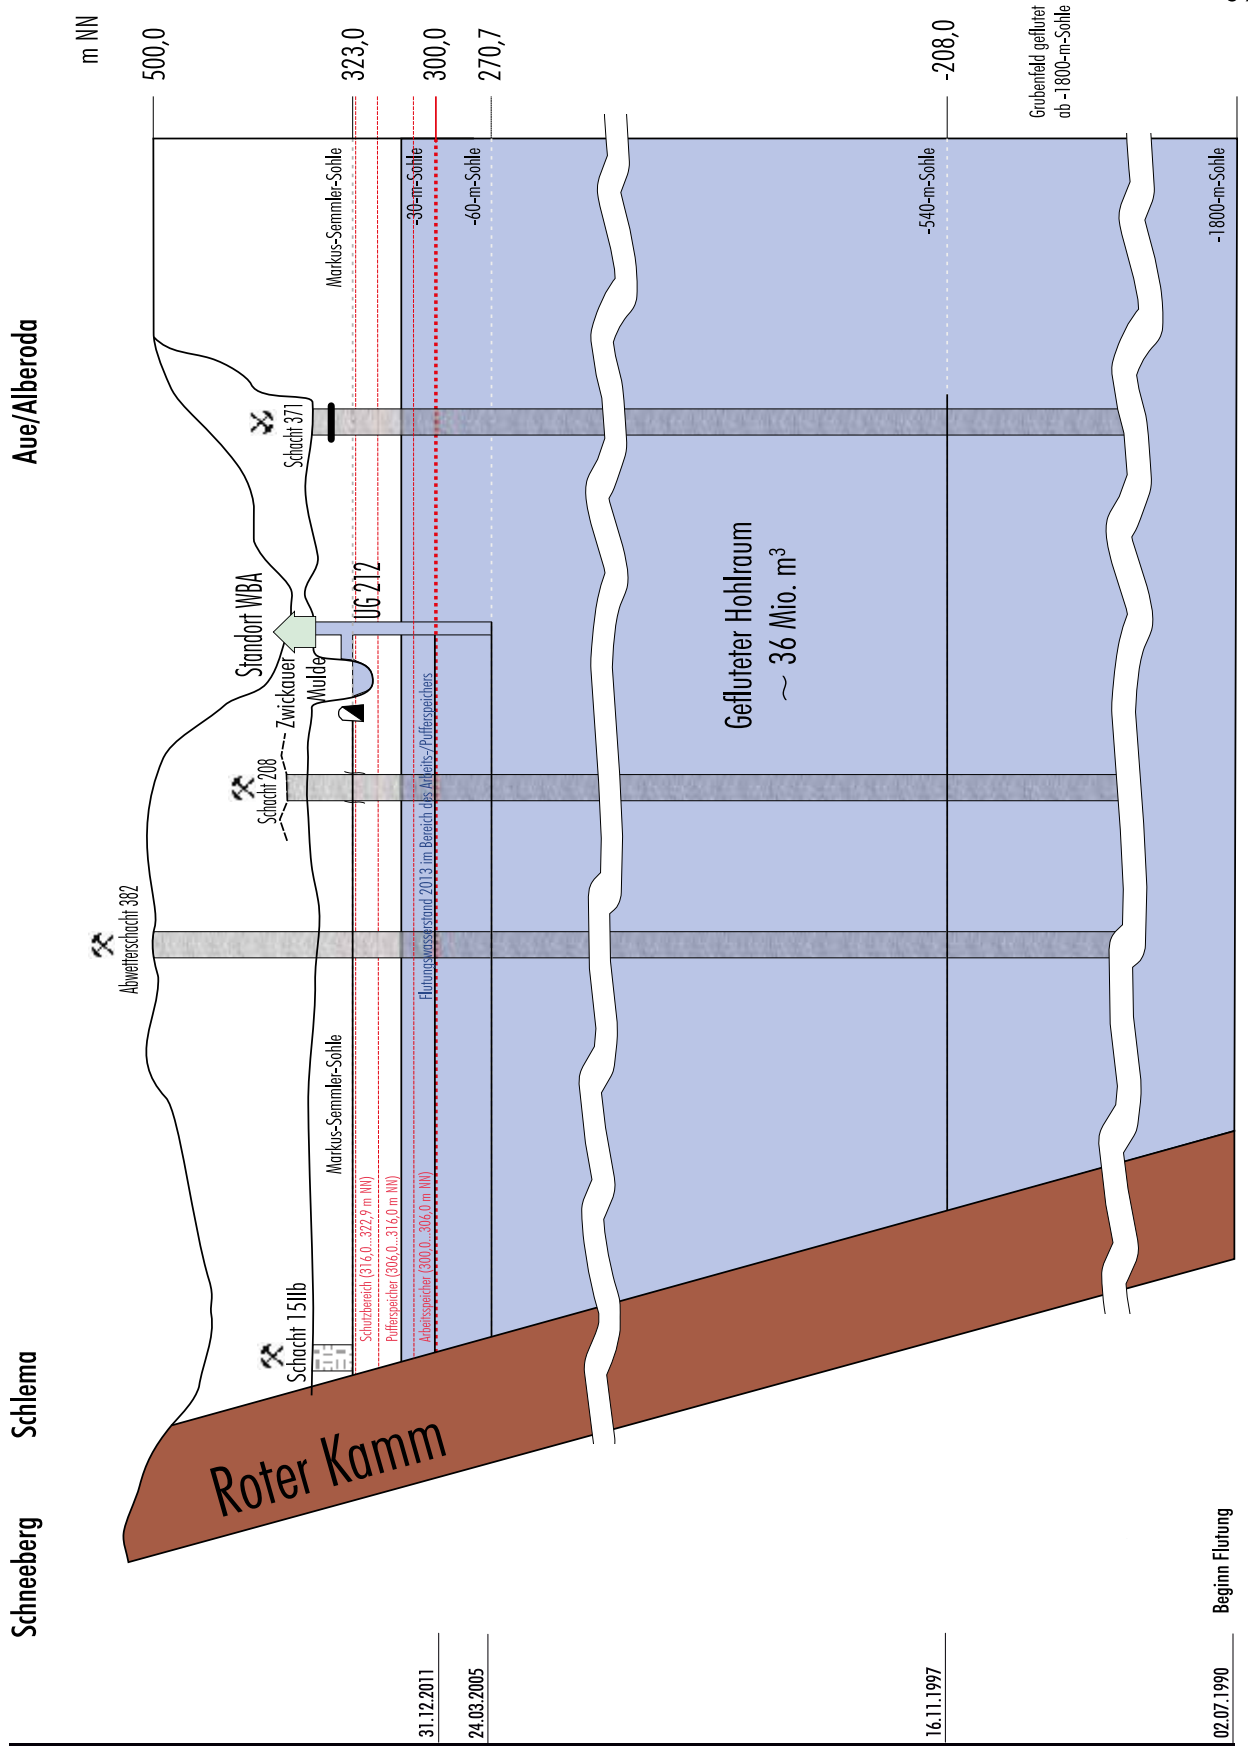 Schneeberg
Schlema
Aue/Alberoda
m NN
500,0
323,0
300,0
270,7
-208,0
Grubenfeld geflutet
ab -1800-m-Sohle
Abwetterschacht 382
Schacht 208
Zwickauer
Mulde
Standort WBA
UG 212
Schacht 371
Schacht 15IIb
Markus-Semmler-Sohle
Markus-Semmler-Sohle
-30-m-Sohle
-60-m-Sohle
-540-m-Sohle
-1800-m-Sohle
Schutzbereich (316,0...322,9 m NN)
Pufferspeicher (306,0...316,0 m NN)
Arbeitsspeicher (300,0...306,0 m NN)
Flutungswasserstand 2013 im Bereich des Arbeits-/Pufferspeichers
Gefluteter Hohlraum
~ 36 Mio. m³
Roter Kamm
31.12.2011
24.03.2005
16.11.1997
02.07.1990
Beginn Flutung